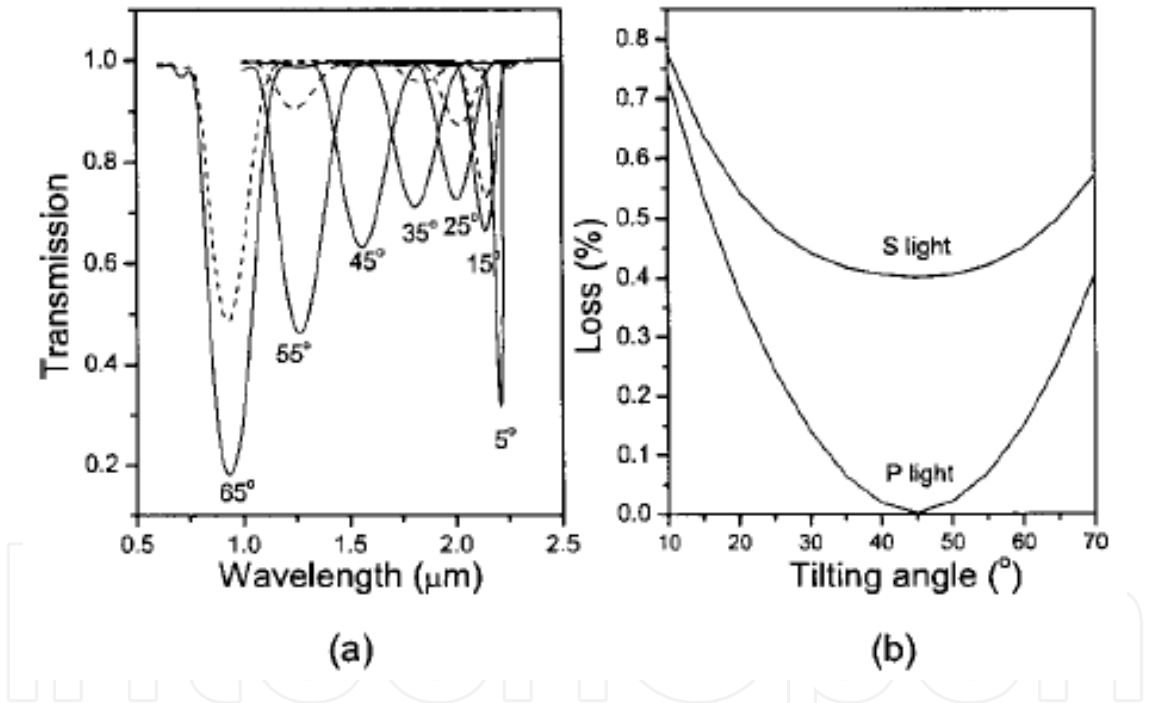 Transmission
1.0
0.8
0.6
0.4
0.2
65°
55°
45°
35°
25°
15°
5°
0.5 1.0 1.5 2.0 2.5
Wavelength (μm)
(a)
Loss (%)
0.8
0.7
0.6
0.5
0.4
0.3
0.2
0.1
0.0
S light
P light
10 20 30 40 50 60 70
Tilting angle (°)
(b)